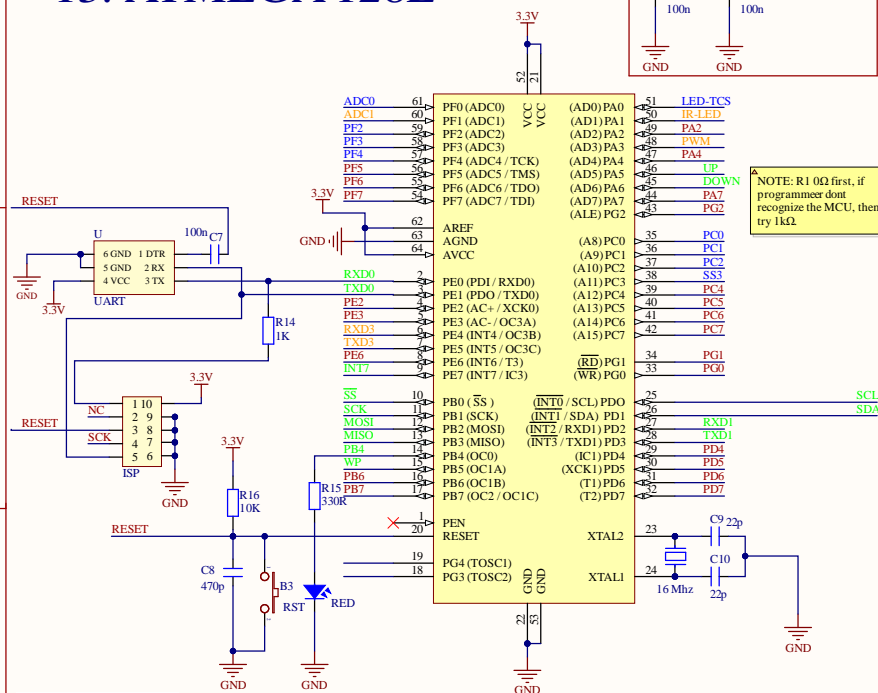 100n
100n
GND
GND
3.3V
52
21
VCC
VCC
ADC0 61 PF0 (ADC0)
ADC1 60 PF1 (ADC1)
PF2 59 PF2 (ADC2)
PF3 58 PF3 (ADC3)
PF4 57 PF4 (ADC4 / TCK)
PF5 56 PF5 (ADC5 / TMS)
PF6 55 PF6 (ADC6 / TDO)
PF7 54 PF7 (ADC7 / TDI)
(AD0) PA0 51 LED-TCS
(AD1) PA1 50 IR-LED
(AD2) PA2 49 PA2
(AD3) PA3 48 PWM
(AD4) PA4 47 PA4
(AD5) PA5 46 UP
(AD6) PA6 45 DOWN
(AD7) PA7 44 PA7
(ALE) PG2 43 PG2
NOTE: R1 0Ω first, if
programmeer dont
recognize the MCU, then
try 1kΩ.
3.3V
62 AREF
GND 63 AGND
64 AVCC
(A8) PC0 35 PC0
(A9) PC1 36 PC1
(A10) PC2 37 PC2
(A11) PC3 38 SS3
(A12) PC4 39 PC4
(A13) PC5 40 PC5
(A14) PC6 41 PC6
(A15) PC7 42 PC7
RESET
100n C7
U
6 GND 1 DTR
5 GND 2 RX
4 VCC 3 TX
UART
GND
3.3V
RXD0 2 PE0 (PDI / RXD0)
TXD0 3 PE1 (PDO / TXD0)
PE2 4 PE2 (AC+ / XCK0)
PE3 5 PE3 (AC- / OC3A)
RXD3 6 PE4 (INT4 / OC3B)
TXD3 7 PE5 (INT5 / OC3C)
PE6 8 PE6 (INT6 / T3)
INT7 9 PE7 (INT7 / IC3)
R14
1K
(RD) PG1 34 PG1
(WR) PG0 33 PG0
3.3V
1 10
NC 2 9
RESET 3 8
SCK 4 7
5 6
ISP
GND
SS 10 PB0 (SS )
SCK 11 PB1 (SCK)
MOSI 12 PB2 (MOSI)
MISO 13 PB3 (MISO)
PB4 14 PB4 (OC0)
WP 15 PB5 (OC1A)
PB6 16 PB6 (OC1B)
PB7 17 PB7 (OC2 / OC1C)
(INT0 / SCL) PDO 25 SCL
(INT1 / SDA) PD1 26 SDA
(INT2 / RXD1) PD2 27 RXD1
(INT3 / TXD1) PD3 28 TXD1
(IC1) PD4 29 PD4
(XCK1) PD5 30 PD5
(T1) PD6 31 PD6
(T2) PD7 32 PD7
3.3V
R16
10K
R15
330R
RESET
1 PEN
20 RESET
19 PG4 (TOSC1)
18 PG3 (TOSC2)
XTAL2 23
XTAL1 24
C9 22p
C10
22p
16 Mhz
GND
C8
470p
B3
RST
RED
GND
GND
GND
GND
22
53
GND